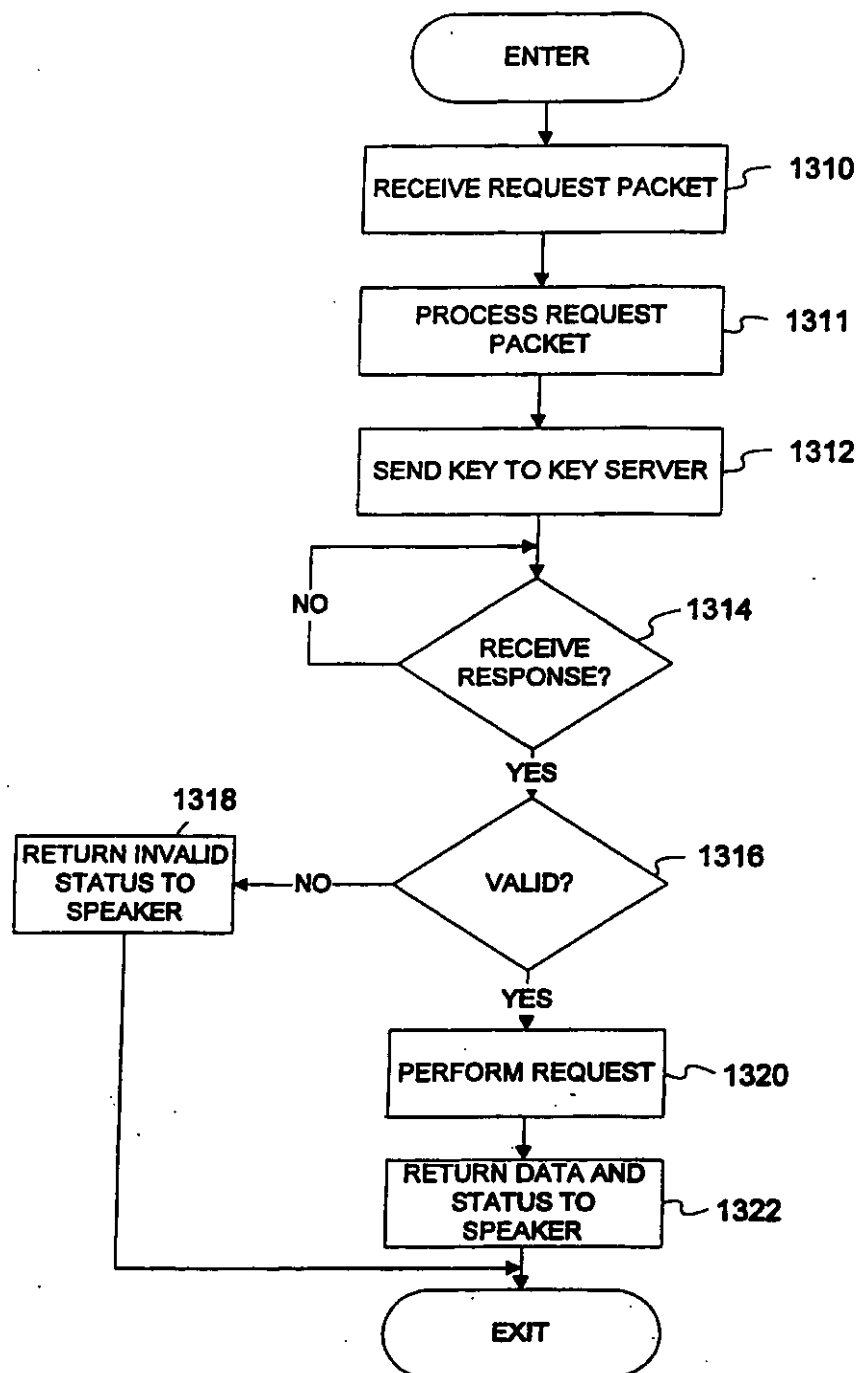 ENTER
RECEIVE REQUEST PACKET
1310
PROCESS REQUEST
PACKET
1311
SEND KEY TO KEY SERVER
1312
NO
RECEIVE
RESPONSE?
1314
YES
1318
RETURN INVALID
STATUS TO
SPEAKER
NO
VALID?
1316
YES
PERFORM REQUEST
1320
RETURN DATA AND
STATUS TO
SPEAKER
1322
EXIT